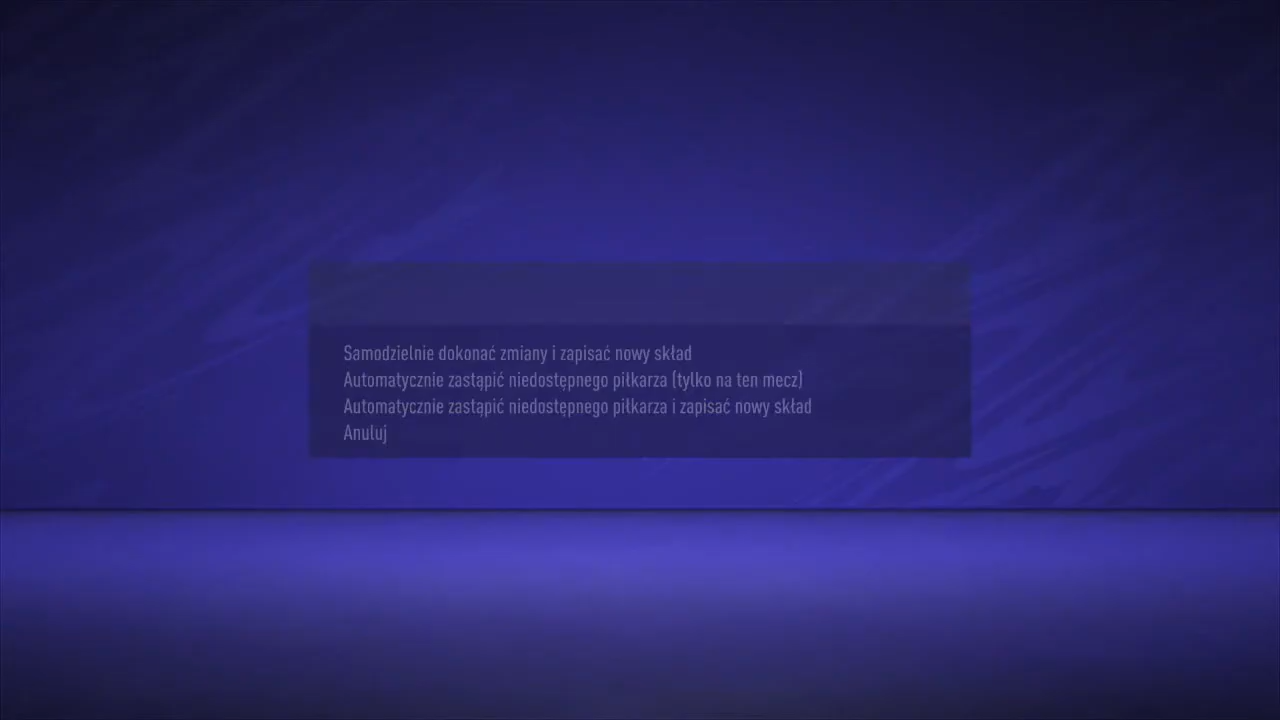 Samodzielnie dokonać zmiany i zapisać nowy skład
Automatycznie zastąpić niedostępnego piłkarza (tylko na ten mecz)
Automatycznie zastąpić niedostępnego piłkarza i zapisać nowy skład
Anuluj